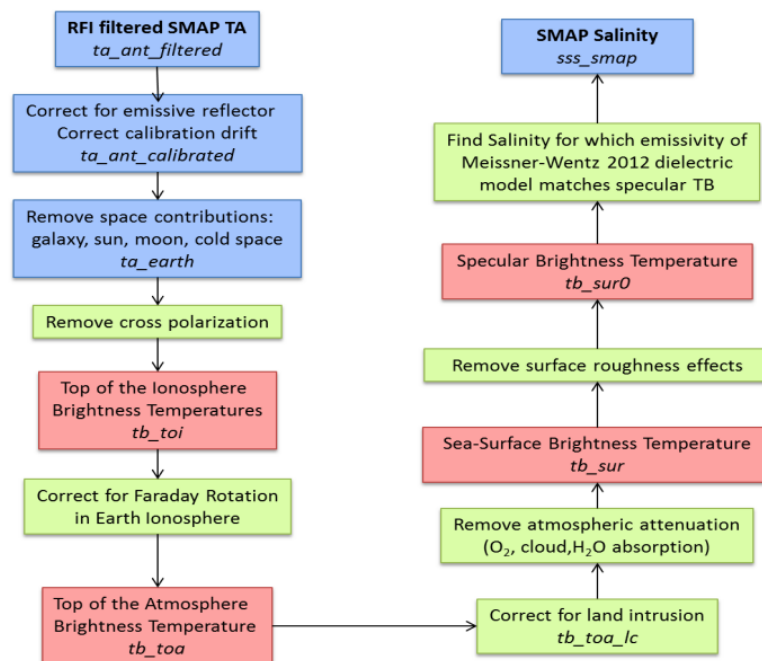 RFI filtered SMAP TA
ta_ant_filtered
Correct for emissive reflector
Correct calibration drift
ta_ant_calibrated
Remove space contributions:
galaxy, sun, moon, cold space
ta_earth
Remove cross polarization
Top of the Ionosphere
Brightness Temperatures
tb_toi
Correct for Faraday Rotation
in Earth Ionosphere
Top of the Atmosphere
Brightness Temperature
tb_toa
Correct for land intrusion
tb_toa_lc
Remove atmospheric attenuation
(O₂, cloud,H₂O absorption)
Sea-Surface Brightness Temperature
tb_sur
Remove surface roughness effects
Specular Brightness Temperature
tb_sur0
Find Salinity for which emissivity of
Meissner-Wentz 2012 dielectric
model matches specular TB
SMAP Salinity
sss_smap